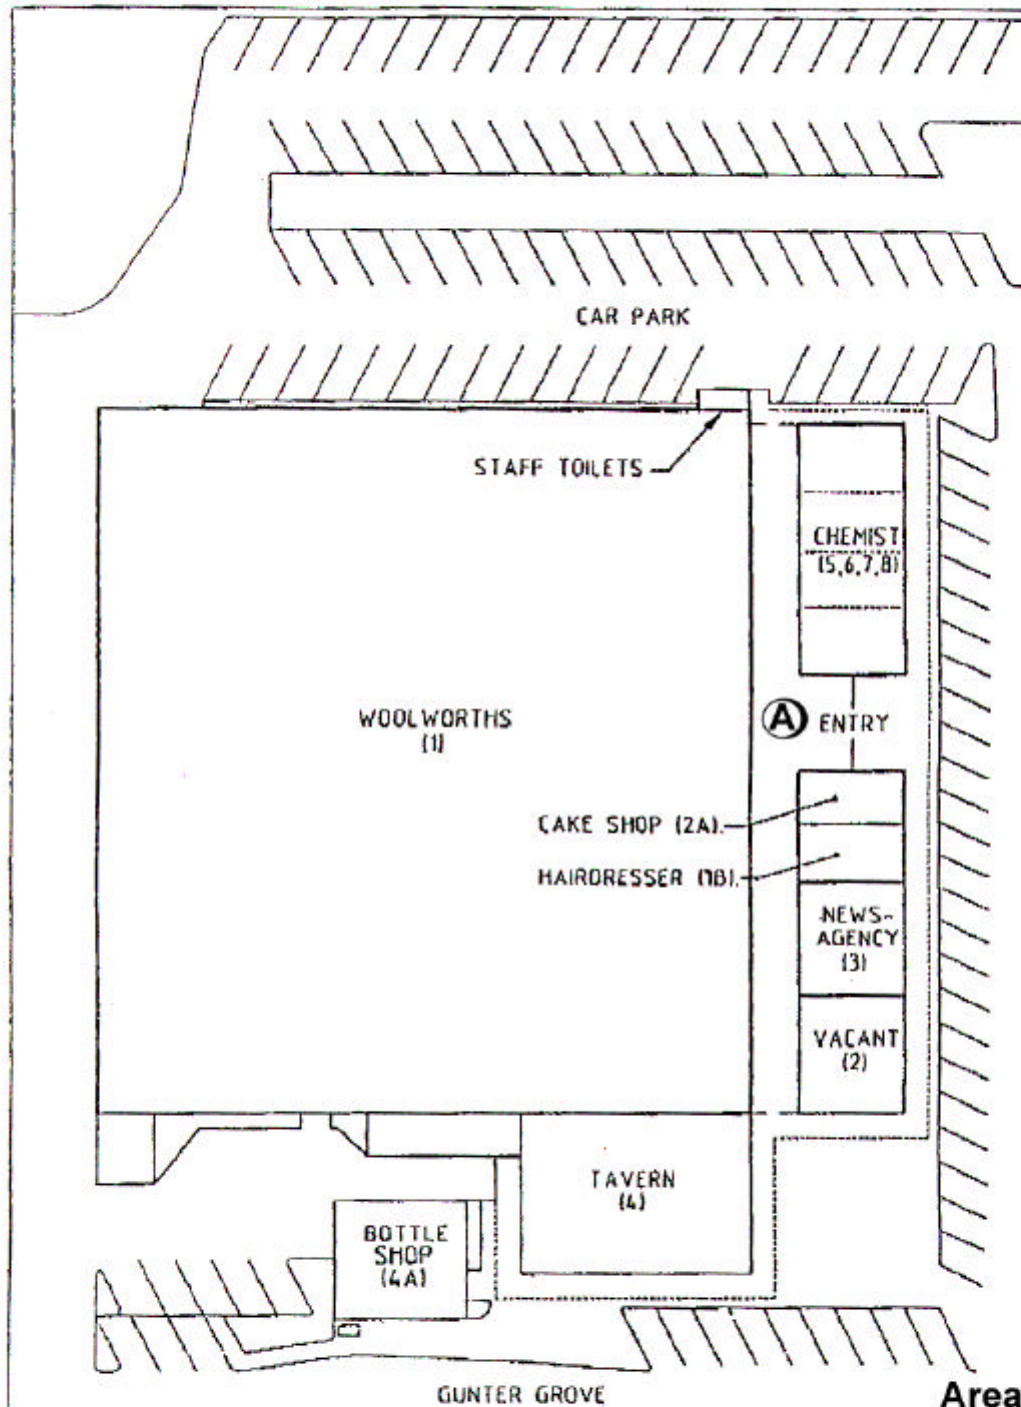 CAR PARK
STAFF TOILETS
CHEMIST
(5,6,7,8)
WOOLWORTHS
(1)
A
ENTRY
CAKE SHOP (2A).
HAIRDRESSER (1B).
NEWS-
AGENCY
(3)
VACANT
(2)
TAVERN
(4)
BOTTLE
SHOP
(4A)
GUNTER GROVE
Area